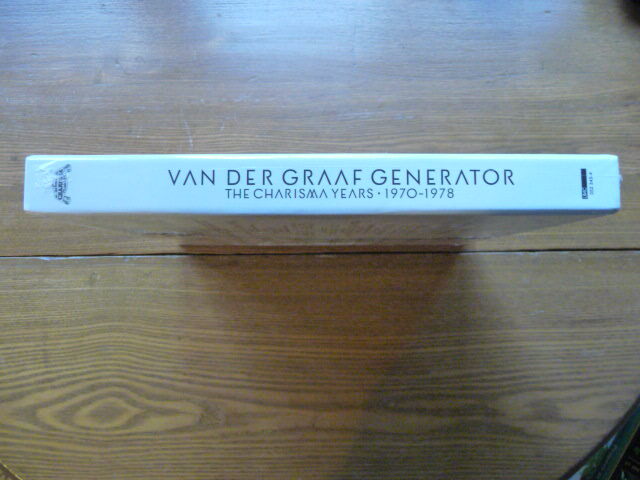 VAN DER GRAAF GENERATOR
THE CHARISMA YEARS • 1970-1978